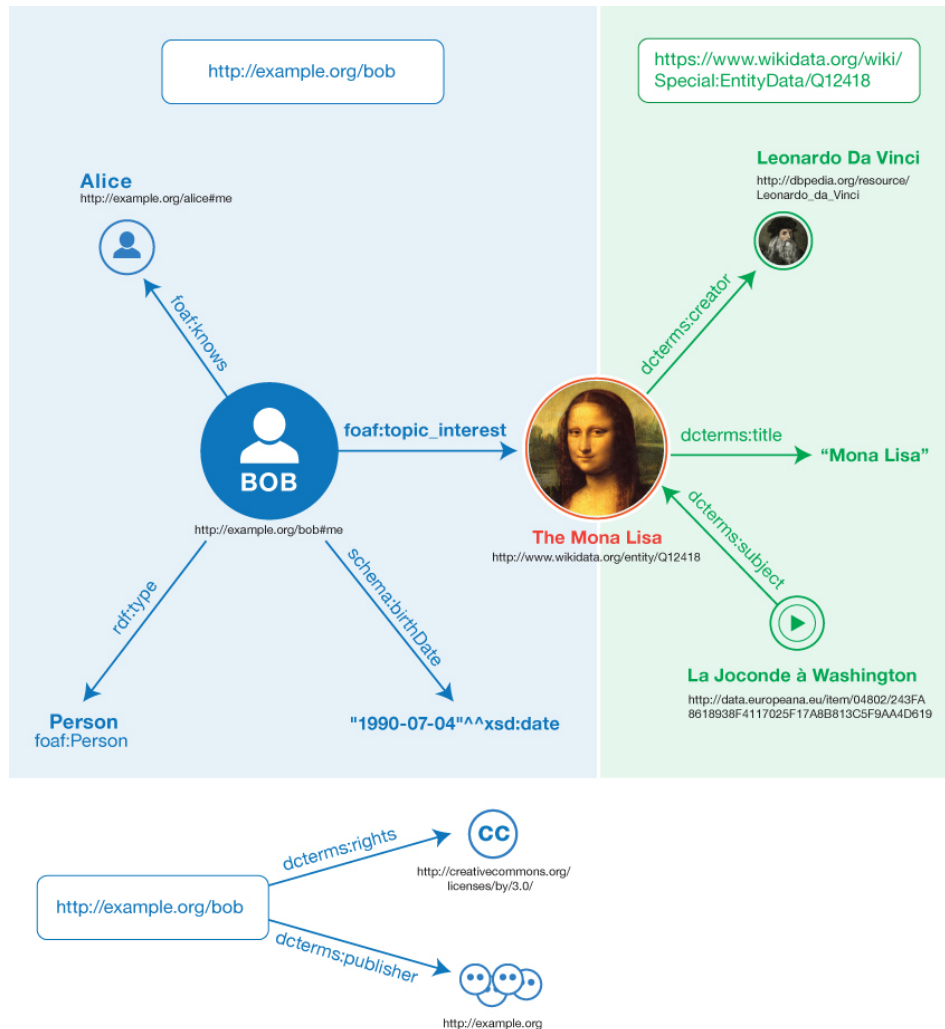 http://example.org/bob
https://www.wikidata.org/wiki/
Special:EntityData/Q12418
Alice
http://example.org/alice#me
Leonardo Da Vinci
http://dbpedia.org/resource/
Leonardo_da_Vinci
foaf:knows
dcterms:creator
BOB
http://example.org/bob#me
foaf:topic_interest
dcterms:title
“Mona Lisa”
The Mona Lisa
http://www.wikidata.org/entity/Q12418
dcterms:subject
rdf:type
schema:birthDate
La Joconde à Washington
http://data.europeana.eu/item/04802/243FA
8618938F4117025F17A8B813C5F9AA4D619
Person
foaf:Person
"1990-07-04"^^xsd:date
http://example.org/bob
dcterms:rights
CC
http://creativecommons.org/
licenses/by/3.0/
dcterms:publisher
http://example.org